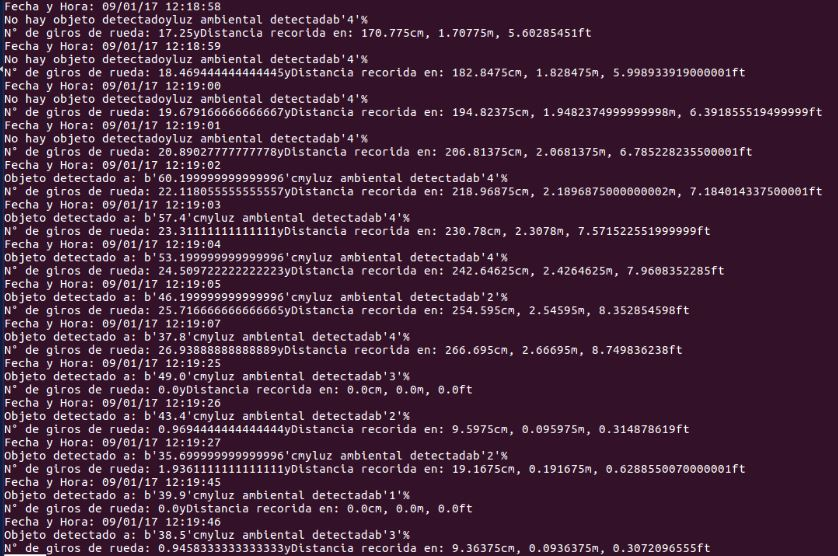 Fecha y Hora: 09/01/17 12:18:58
No hay objeto detectadoyluz ambiental detectadab'4'%
N° de giros de rueda: 17.25yDistancia recorida en: 170.775cm, 1.70775m, 5.60285451ft
Fecha y Hora: 09/01/17 12:18:59
No hay objeto detectadoyluz ambiental detectadab'4'%
N° de giros de rueda: 18.469444444444445yDistancia recorida en: 182.8475cm, 1.828475m, 5.998933919000001ft
Fecha y Hora: 09/01/17 12:19:00
No hay objeto detectadoyluz ambiental detectadab'4'%
N° de giros de rueda: 19.679166666666667yDistancia recorida en: 194.82375cm, 1.9482374999999998m, 6.391855519499999ft
Fecha y Hora: 09/01/17 12:19:01
No hay objeto detectadoyluz ambiental detectadab'4'%
N° de giros de rueda: 20.89027777777778yDistancia recorida en: 206.81375cm, 2.0681375m, 6.785228235500001ft
Fecha y Hora: 09/01/17 12:19:02
Objeto detectado a: b'60.199999999999996'cmyluz ambiental detectadab'4'%
N° de giros de rueda: 22.118055555555557yDistancia recorida en: 218.96875cm, 2.1896875000000002m, 7.184014337500001ft
Fecha y Hora: 09/01/17 12:19:03
Objeto detectado a: b'57.4'cmyluz ambiental detectadab'4'%
N° de giros de rueda: 23.31111111111111yDistancia recorida en: 230.78cm, 2.3078m, 7.571522551999999ft
Fecha y Hora: 09/01/17 12:19:04
Objeto detectado a: b'53.199999999999996'cmyluz ambiental detectadab'4'%
N° de giros de rueda: 24.509722222222223yDistancia recorida en: 242.64625cm, 2.4264625m, 7.9608352285ft
Fecha y Hora: 09/01/17 12:19:05
Objeto detectado a: b'46.199999999999996'cmyluz ambiental detectadab'2'%
N° de giros de rueda: 25.716666666666665yDistancia recorida en: 254.595cm, 2.54595m, 8.352854598ft
Fecha y Hora: 09/01/17 12:19:07
Objeto detectado a: b'37.8'cmyluz ambiental detectadab'4'%
N° de giros de rueda: 26.93888888888889yDistancia recorida en: 266.695cm, 2.66695m, 8.749836238ft
Fecha y Hora: 09/01/17 12:19:25
Objeto detectado a: b'49.0'cmyluz ambiental detectadab'3'%
N° de giros de rueda: 0.0yDistancia recorida en: 0.0cm, 0.0m, 0.0ft
Fecha y Hora: 09/01/17 12:19:26
Objeto detectado a: b'43.4'cmyluz ambiental detectadab'2'%
N° de giros de rueda: 0.9694444444444444yDistancia recorida en: 9.5975cm, 0.095975m, 0.314878619ft
Fecha y Hora: 09/01/17 12:19:27
Objeto detectado a: b'35.699999999999996'cmyluz ambiental detectadab'2'%
N° de giros de rueda: 1.9361111111111111yDistancia recorida en: 19.1675cm, 0.191675m, 0.6288550070000001ft
Fecha y Hora: 09/01/17 12:19:45
Objeto detectado a: b'39.9'cmyluz ambiental detectadab'1'%
N° de giros de rueda: 0.0yDistancia recorida en: 0.0cm, 0.0m, 0.0ft
Fecha y Hora: 09/01/17 12:19:46
Objeto detectado a: b'38.5'cmyluz ambiental detectadab'3'%
N° de giros de rueda: 0.9458333333333333yDistancia recorida en: 9.36375cm, 0.0936375m, 0.3072096555ft